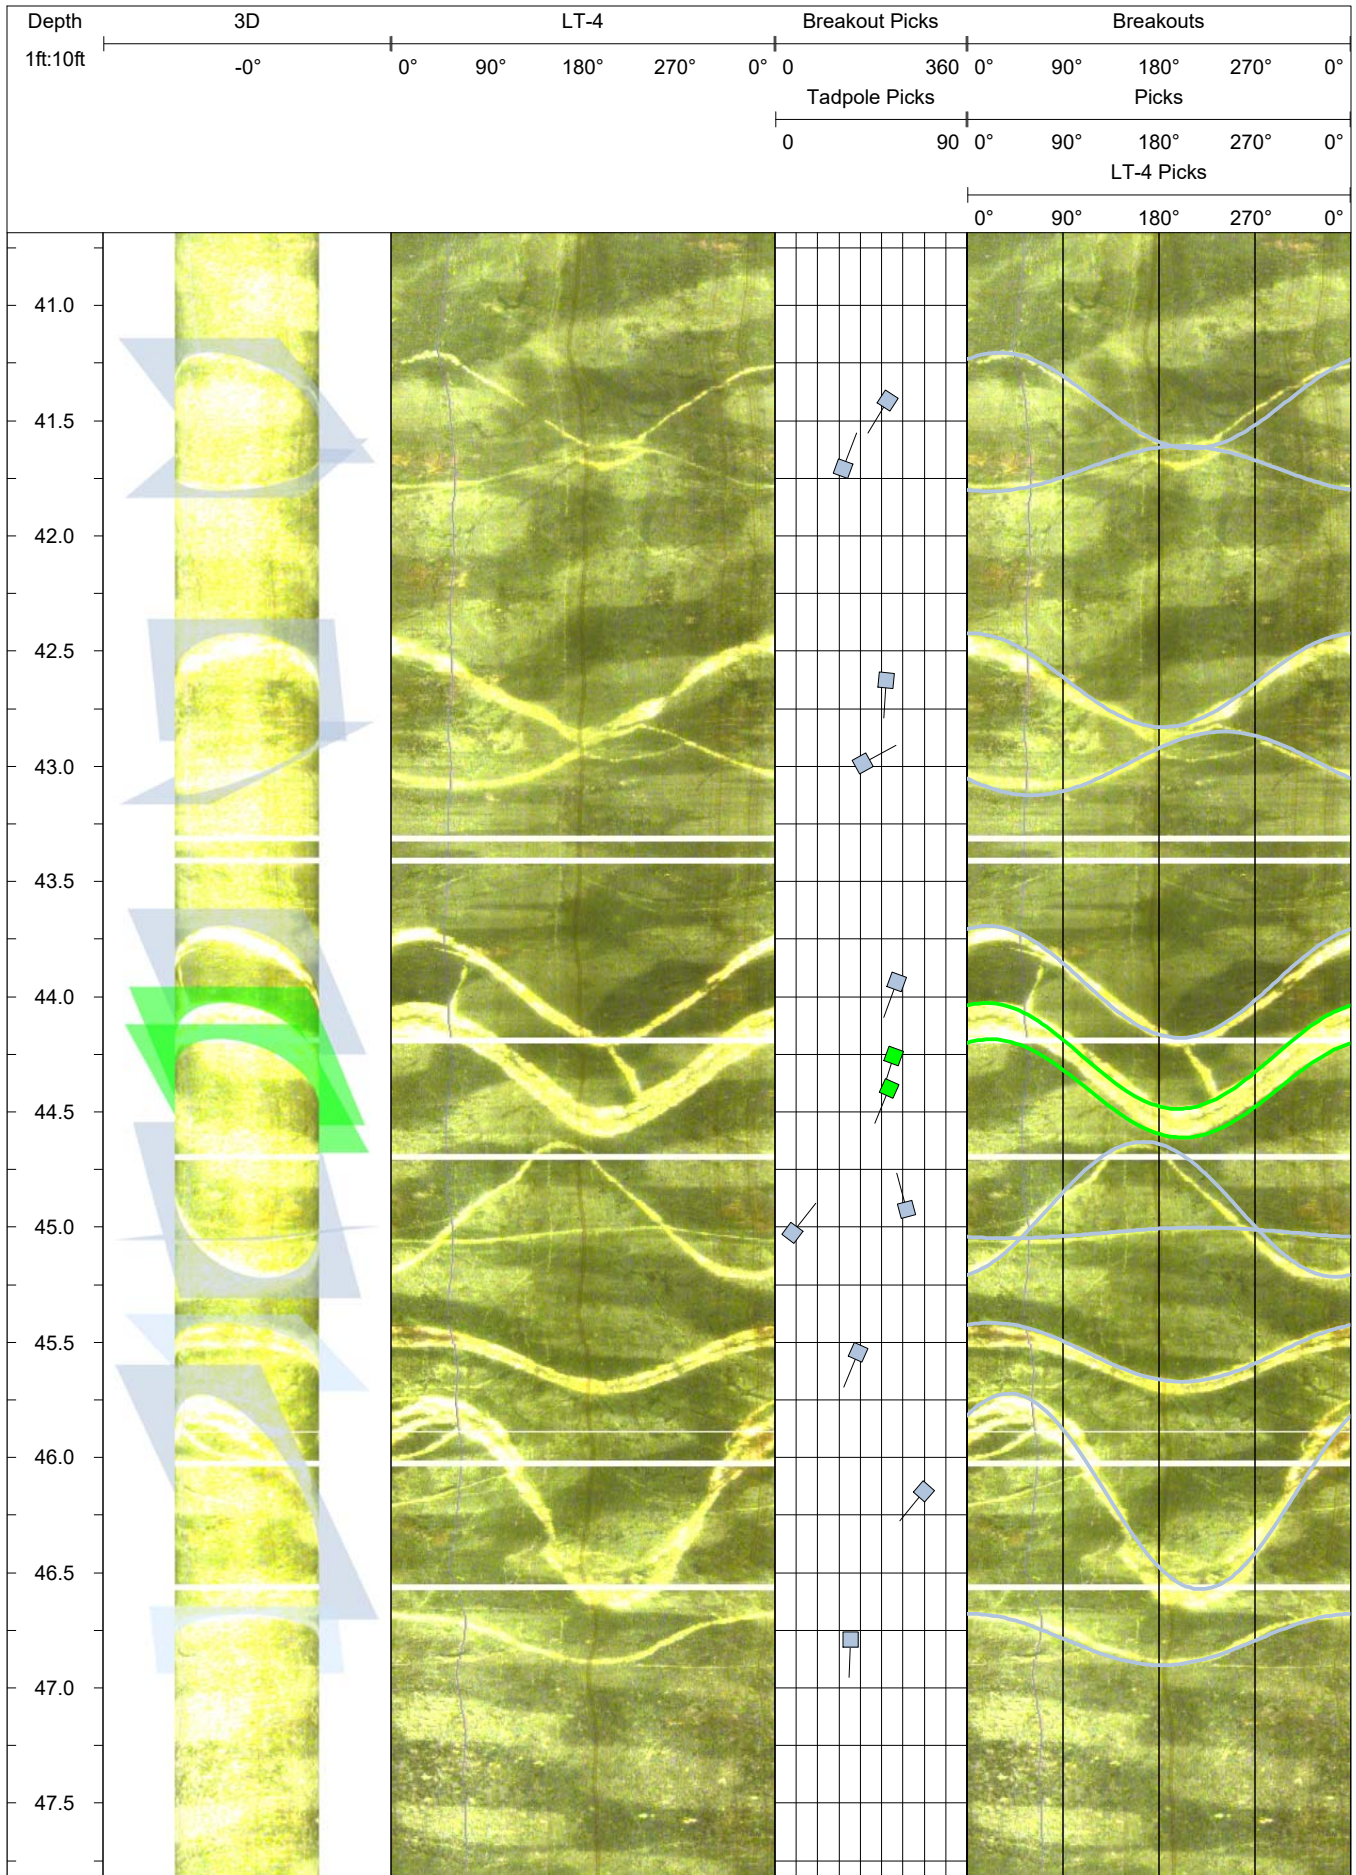 Depth 3D LT-4 Breakout Picks Breakouts
1ft:10ft -0° 0° 90° 180° 270° 0° 0 360 0° 90° 180° 270° 0°
Tadpole Picks Picks
0 90 0° 90° 180° 270° 0°
LT-4 Picks
0° 90° 180° 270° 0°
41.0
41.5
42.0
42.5
43.0
43.5
44.0
44.5
45.0
45.5
46.0
46.5
47.0
47.5